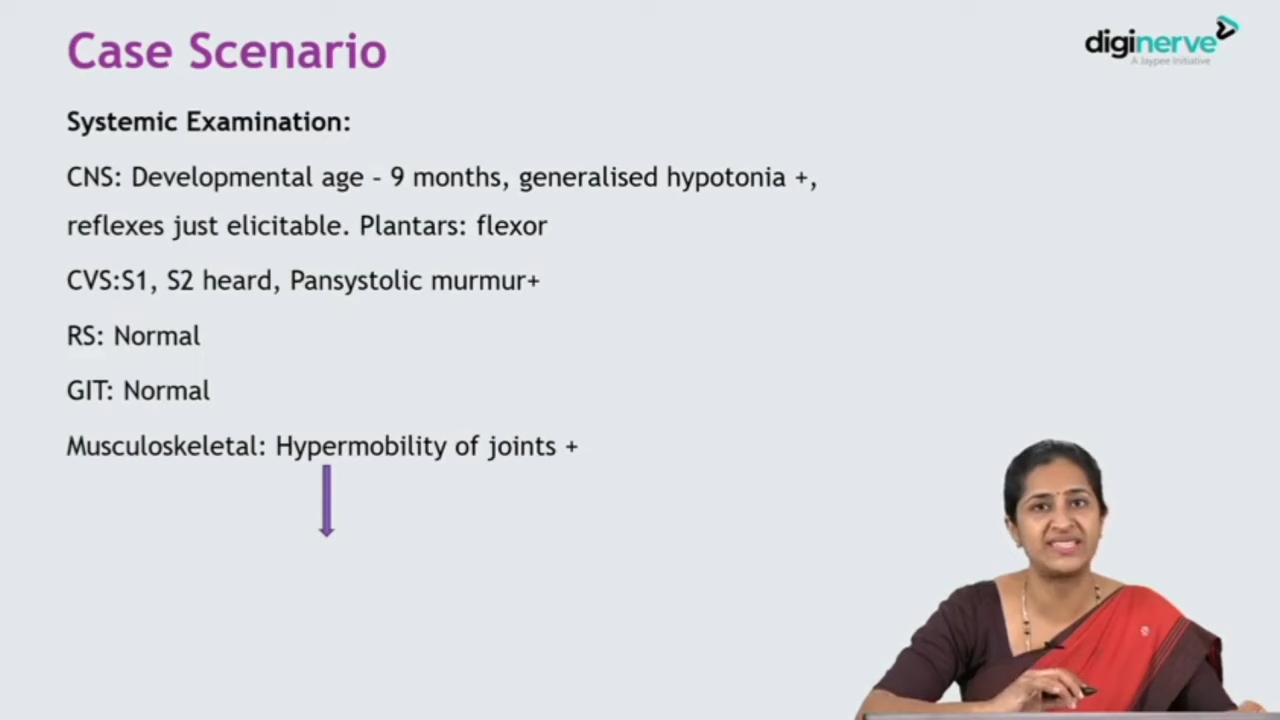 Case Scenario
diginerve
A Jaypee Initiative
Systemic Examination:
CNS: Developmental age – 9 months, generalised hypotonia +,
reflexes just elicitable. Plantars: flexor
CVS:S1, S2 heard, Pansystolic murmur+
RS: Normal
GIT: Normal
Musculoskeletal: Hypermobility of joints +